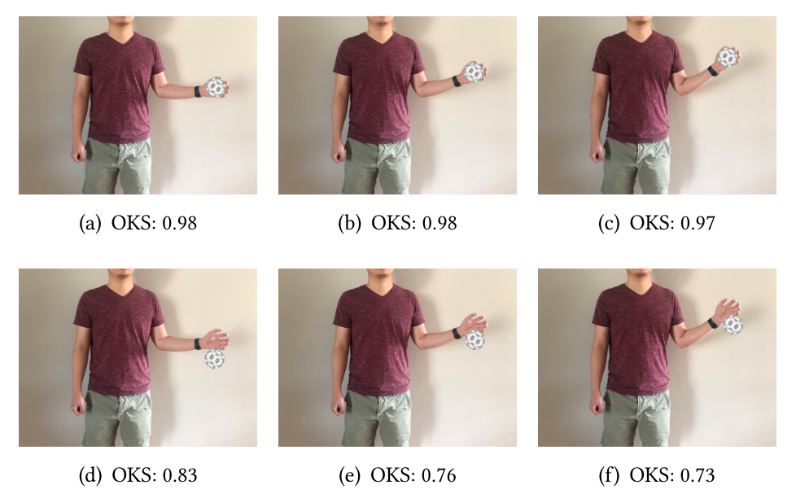 (a) OKS: 0.98
(b) OKS: 0.98
(c) OKS: 0.97
(d) OKS: 0.83
(e) OKS: 0.76
(f) OKS: 0.73